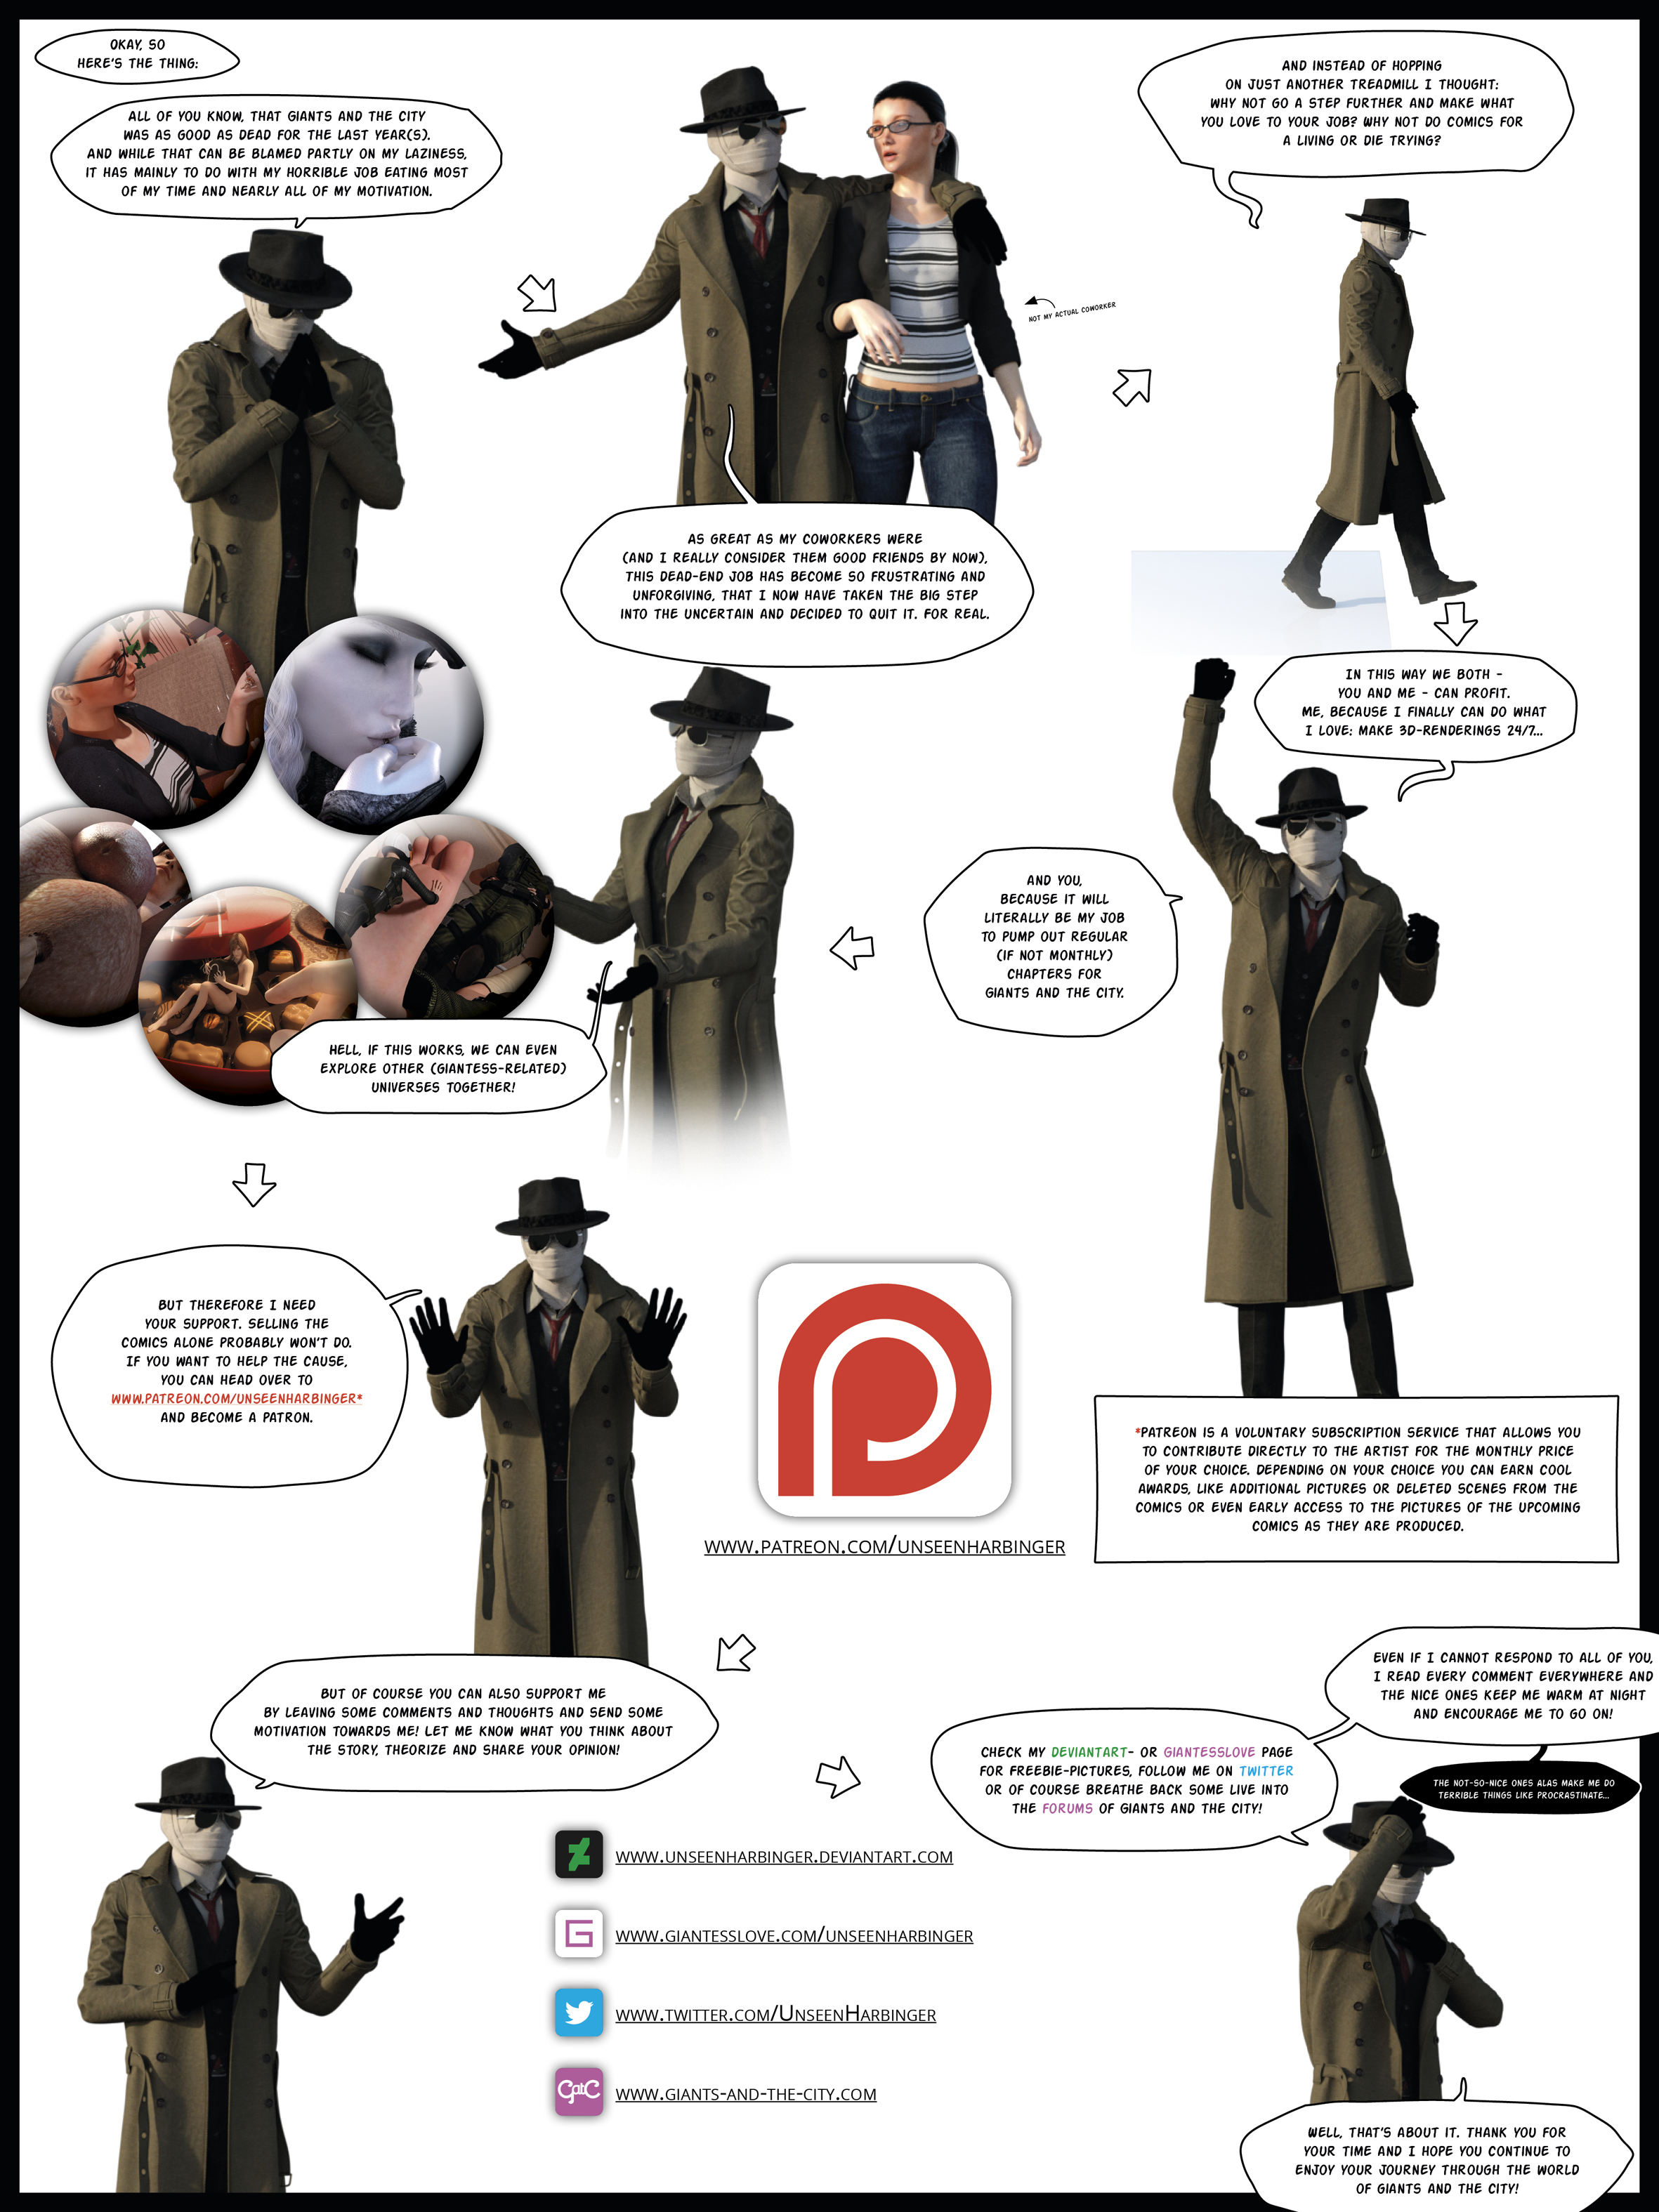 OKAY, SO
HERE'S THE THING:
ALL OF YOU KNOW, THAT GIANTS AND THE CITY
WAS AS GOOD AS DEAD FOR THE LAST YEAR(S).
AND WHILE THAT CAN BE BLAMED PARTLY ON MY LAZINESS,
IT HAS MAINLY TO DO WITH MY HORRIBLE JOB EATING MOST
OF MY TIME AND NEARLY ALL OF MY MOTIVATION.
NOT MY ACTUAL COWORKER
AS GREAT AS MY COWORKERS WERE
(AND I REALLY CONSIDER THEM GOOD FRIENDS BY NOW),
THIS DEAD-END JOB HAS BECOME SO FRUSTRATING AND
UNFORGIVING, THAT I NOW HAVE TAKEN THE BIG STEP
INTO THE UNCERTAIN AND DECIDED TO QUIT IT. FOR REAL.
AND INSTEAD OF HOPPING
ON JUST ANOTHER TREADMILL I THOUGHT:
WHY NOT GO A STEP FURTHER AND MAKE WHAT
YOU LOVE TO YOUR JOB? WHY NOT DO COMICS FOR
A LIVING OR DIE TRYING?
IN THIS WAY WE BOTH -
YOU AND ME - CAN PROFIT.
ME, BECAUSE I FINALLY CAN DO WHAT
I LOVE: MAKE 3D-RENDERINGS 24/7...
AND YOU,
BECAUSE IT WILL
LITERALLY BE MY JOB
TO PUMP OUT REGULAR
(IF NOT MONTHLY)
CHAPTERS FOR
GIANTS AND THE CITY.
HELL, IF THIS WORKS, WE CAN EVEN
EXPLORE OTHER (GIANTESS-RELATED)
UNIVERSES TOGETHER!
BUT THEREFORE I NEED
YOUR SUPPORT. SELLING THE
COMICS ALONE PROBABLY WON'T DO.
IF YOU WANT TO HELP THE CAUSE,
YOU CAN HEAD OVER TO
WWW.PATREON.COM/UNSEENHARBINGER*
AND BECOME A PATRON.
WWW.PATREON.COM/UNSEENHARBINGER
*PATREON IS A VOLUNTARY SUBSCRIPTION SERVICE THAT ALLOWS YOU
TO CONTRIBUTE DIRECTLY TO THE ARTIST FOR THE MONTHLY PRICE
OF YOUR CHOICE. DEPENDING ON YOUR CHOICE YOU CAN EARN COOL
AWARDS, LIKE ADDITIONAL PICTURES OR DELETED SCENES FROM THE
COMICS OR EVEN EARLY ACCESS TO THE PICTURES OF THE UPCOMING
COMICS AS THEY ARE PRODUCED.
BUT OF COURSE YOU CAN ALSO SUPPORT ME
BY LEAVING SOME COMMENTS AND THOUGHTS AND SEND SOME
MOTIVATION TOWARDS ME! LET ME KNOW WHAT YOU THINK ABOUT
THE STORY, THEORIZE AND SHARE YOUR OPINION!
CHECK MY DEVIANTART- OR GIANTESSLOVE PAGE
FOR FREEBIE-PICTURES, FOLLOW ME ON TWITTER
OR OF COURSE BREATHE BACK SOME LIVE INTO
THE FORUMS OF GIANTS AND THE CITY!
WWW.UNSEENHARBINGER.DEVIANTART.COM
G
WWW.GIANTESSLOVE.COM/UNSEENHARBINGER
WWW.TWITTER.COM/UNSEENHARBINGER
GatC
WWW.GIANTS-AND-THE-CITY.COM
EVEN IF I CANNOT RESPOND TO ALL OF YOU,
I READ EVERY COMMENT EVERYWHERE AND
THE NICE ONES KEEP ME WARM AT NIGHT
AND ENCOURAGE ME TO GO ON!
THE NOT-SO-NICE ONES ALAS MAKE ME DO
TERRIBLE THINGS LIKE PROCRASTINATE...
WELL, THAT'S ABOUT IT. THANK YOU FOR
YOUR TIME AND I HOPE YOU CONTINUE TO
ENJOY YOUR JOURNEY THROUGH THE WORLD
OF GIANTS AND THE CITY!